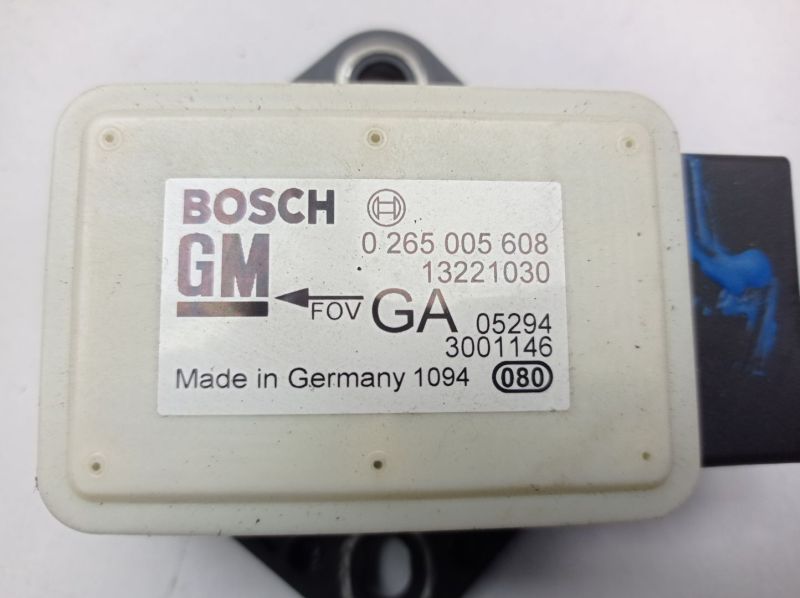 BOSCH
0 265 005 608
GM
13221030
FOV GA 05294
3001146
Made in Germany 1094 080